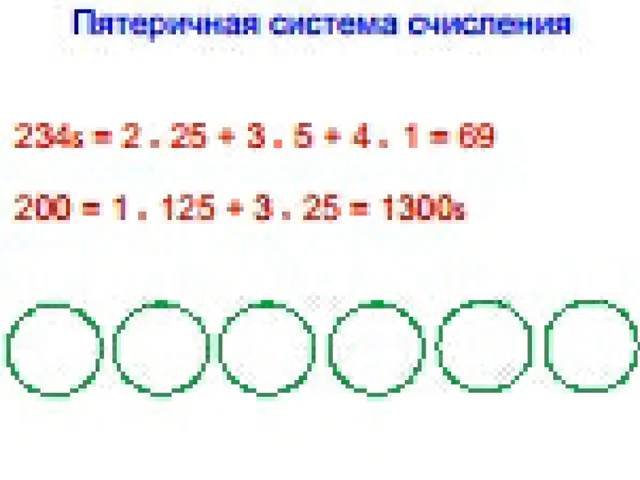 Пятеричная система счисления
234₅ = 2 . 25 + 3 . 5 + 4 . 1 = 69
200 = 1 . 125 + 3 . 25 = 1300₅